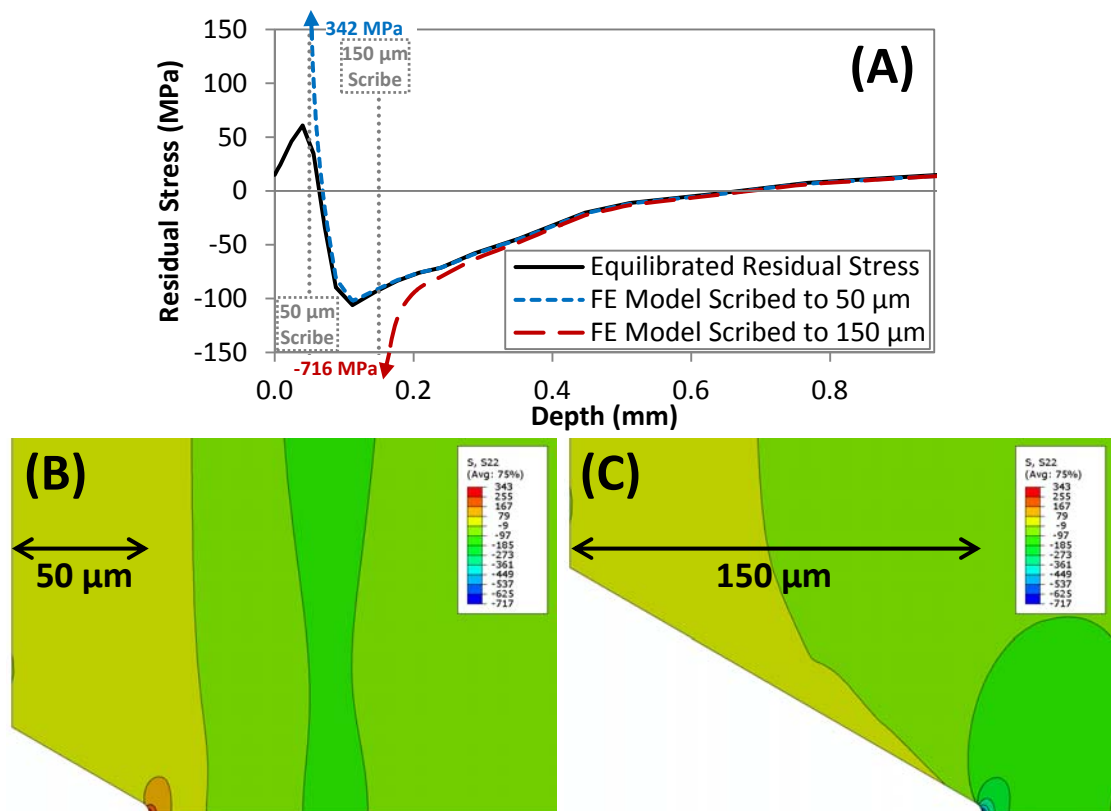 (A)
150
100
50
0
-50
-100
-150
Residual Stress (MPa)
342 MPa
150 µm
Scribe
50 µm
Scribe
-716 MPa
Equilibrated Residual Stress
FE Model Scribed to 50 µm
FE Model Scribed to 150 µm
0.0 0.2 0.4 0.6 0.8
Depth (mm)
(B)
50 µm
S, S22
(Avg: 75%)
343
255
167
79
-9
-97
-185
-273
-361
-449
-537
-625
-717
(C)
150 µm
S, S22
(Avg: 75%)
343
255
167
79
-9
-97
-185
-273
-361
-449
-537
-625
-717